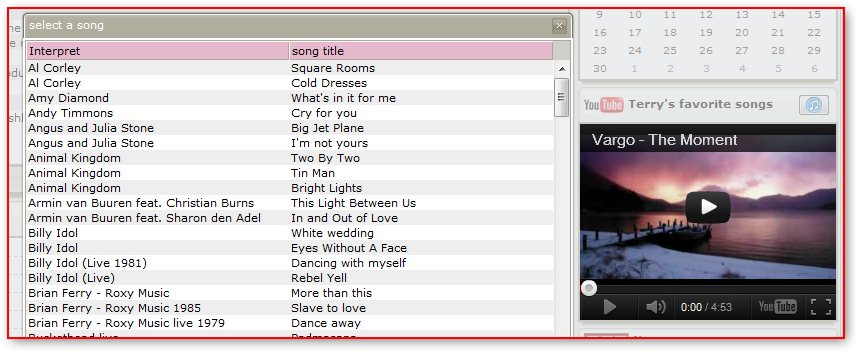 select a song
Interpret song title
Al Corley Square Rooms
Al Corley Cold Dresses
Amy Diamond What's in it for me
Andy Timmons Cry for you
Angus and Julia Stone Big Jet Plane
Angus and Julia Stone I'm not yours
Animal Kingdom Two By Two
Animal Kingdom Tin Man
Animal Kingdom Bright Lights
Armin van Buuren feat. Christian Burns This Light Between Us
Armin van Buuren feat. Sharon den Adel In and Out of Love
Billy Idol White wedding
Billy Idol Eyes Without A Face
Billy Idol (Live 1981) Dancing with myself
Billy Idol (Live) Rebel Yell
Brian Ferry - Roxy Music More than this
Brian Ferry - Roxy Music 1985 Slave to love
Brian Ferry - Roxy Music live 1979 Dance away
9 10 11 12 13 14 15
16 17 18 19 20 21 22
23 24 25 26 27 28 29
30 1 2 3 4 5 6
YouTube Terry's favorite songs
Vargo - The Moment
0:00 / 4:53 YouTube